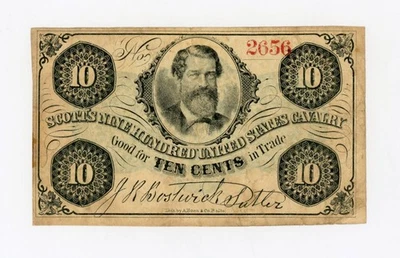 No. 2656
10 10
SCOTT'S NINE HUNDRED UNITED STATES CAVALRY
Good for TEN CENTS in Trade
10 10
J R Bostwick Sutler